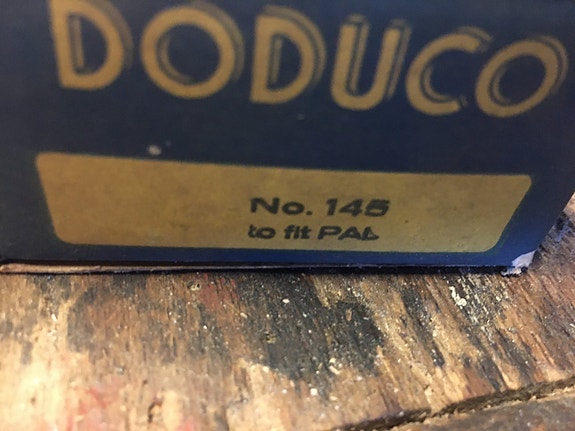 DODUCO
No. 145
to fit PAL